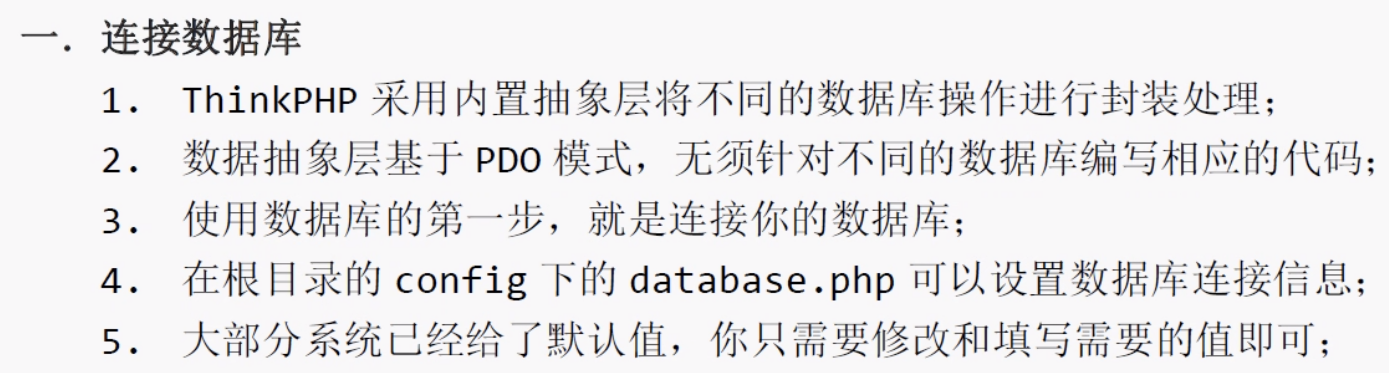 一. 连接数据库
1. ThinkPHP 采用内置抽象层将不同的数据库操作进行封装处理；
2. 数据抽象层基于 PDO 模式，无须针对不同的数据库编写相应的代码；
3. 使用数据库的第一步，就是连接你的数据库；
4. 在根目录的 config 下的 database.php 可以设置数据库连接信息；
5. 大部分系统已经给了默认值，你只需要修改和填写需要的值即可；